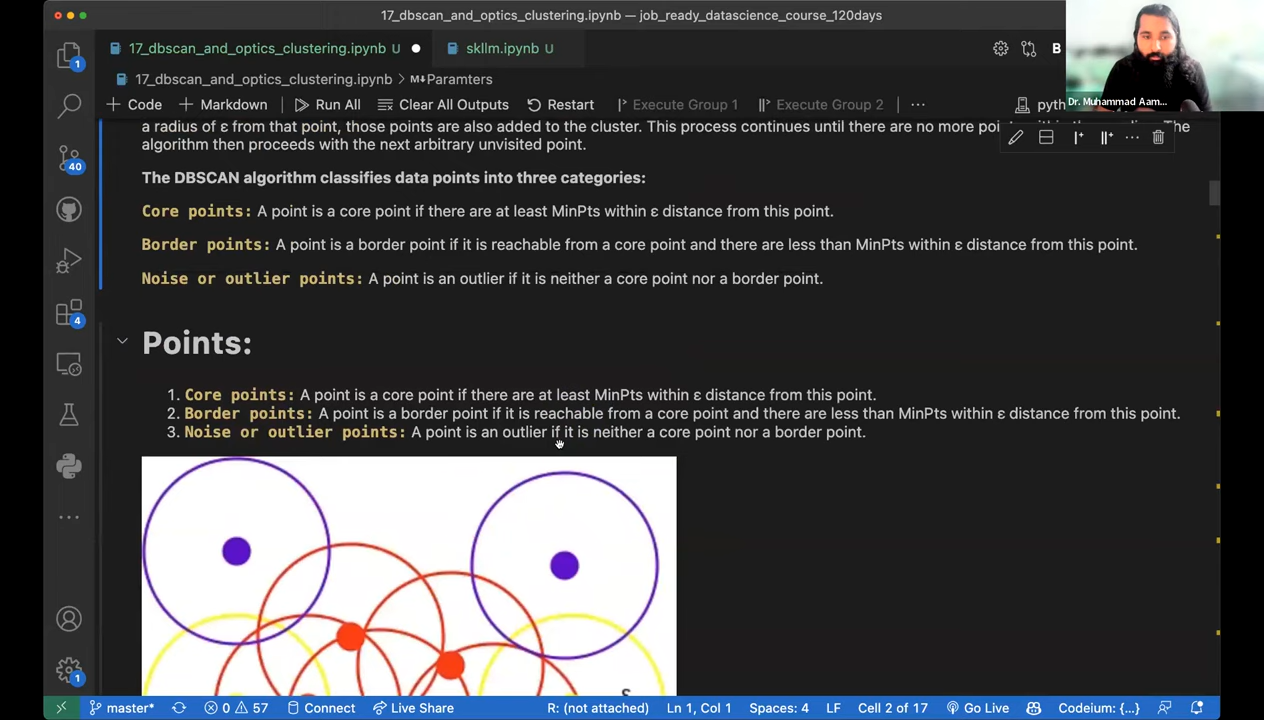 17_dbscan_and_optics_clustering.ipynb — job_ready_datascience_course_120days
17_dbscan_and_optics_clustering.ipynb U
skllm.ipynb U
B
17_dbscan_and_optics_clustering.ipynb > M↓Paramters
Dr. Muhammad Aam...
+ Code + Markdown Run All Clear All Outputs Restart Execute Group 1 Execute Group 2 ... pyth
a radius of ε from that point, those points are also added to the cluster. This process continues until there are no more The
algorithm then proceeds with the next arbitrary unvisited point.
The DBSCAN algorithm classifies data points into three categories:
Core points: A point is a core point if there are at least MinPts within ε distance from this point.
Border points: A point is a border point if it is reachable from a core point and there are less than MinPts within ε distance from this point.
Noise or outlier points: A point is an outlier if it is neither a core point nor a border point.
Points:
1. Core points: A point is a core point if there are at least MinPts within ε distance from this point.
2. Border points: A point is a border point if it is reachable from a core point and there are less than MinPts within ε distance from this point.
3. Noise or outlier points: A point is an outlier if it is neither a core point nor a border point.
1
40
4
1
master* 0 57 Connect Live Share R: (not attached) Ln 1, Col 1 Spaces: 4 LF Cell 2 of 17 Go Live Codeium: {...}